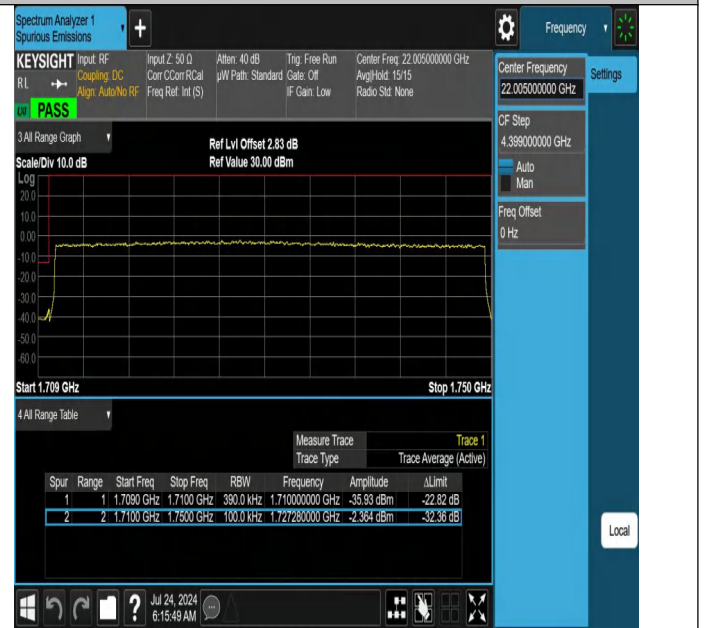 Spectrum Analyzer 1
Spurious Emissions
Frequency
KEYSIGHT Input: RF Input Z: 50 Ω Atten: 40 dB Trig: Free Run Center Freq: 22.005000000 GHz
RL Coupling: DC Corr CCorr RCal µW Path: Standard Gate: Off Avg|Hold: 15/15
Align: Auto/No RF Freq Ref: Int (S) IF Gain: Low Radio Std: None
PASS
Center Frequency
22.005000000 GHz
Settings
CF Step
4.399000000 GHz
Auto
Man
Freq Offset
0 Hz
3 All Range Graph
Ref Lvl Offset 2.83 dB
Scale/Div 10.0 dB Ref Value 30.00 dBm
Log
20.0
10.0
0.00
-10.0
-20.0
-30.0
-40.0
-50.0
-60.0
Start 1.709 GHz Stop 1.750 GHz
4 All Range Table
Measure Trace Trace 1
Trace Type Trace Average (Active)
Spur Range Start Freq Stop Freq RBW Frequency Amplitude ΔLimit
1 1 1.7090 GHz 1.7100 GHz 390.0 kHz 1.710000000 GHz -35.93 dBm -22.82 dB
2 2 1.7100 GHz 1.7500 GHz 100.0 kHz 1.727280000 GHz -2.364 dBm -32.36 dB
Local
Jul 24, 2024
6:15:49 AM